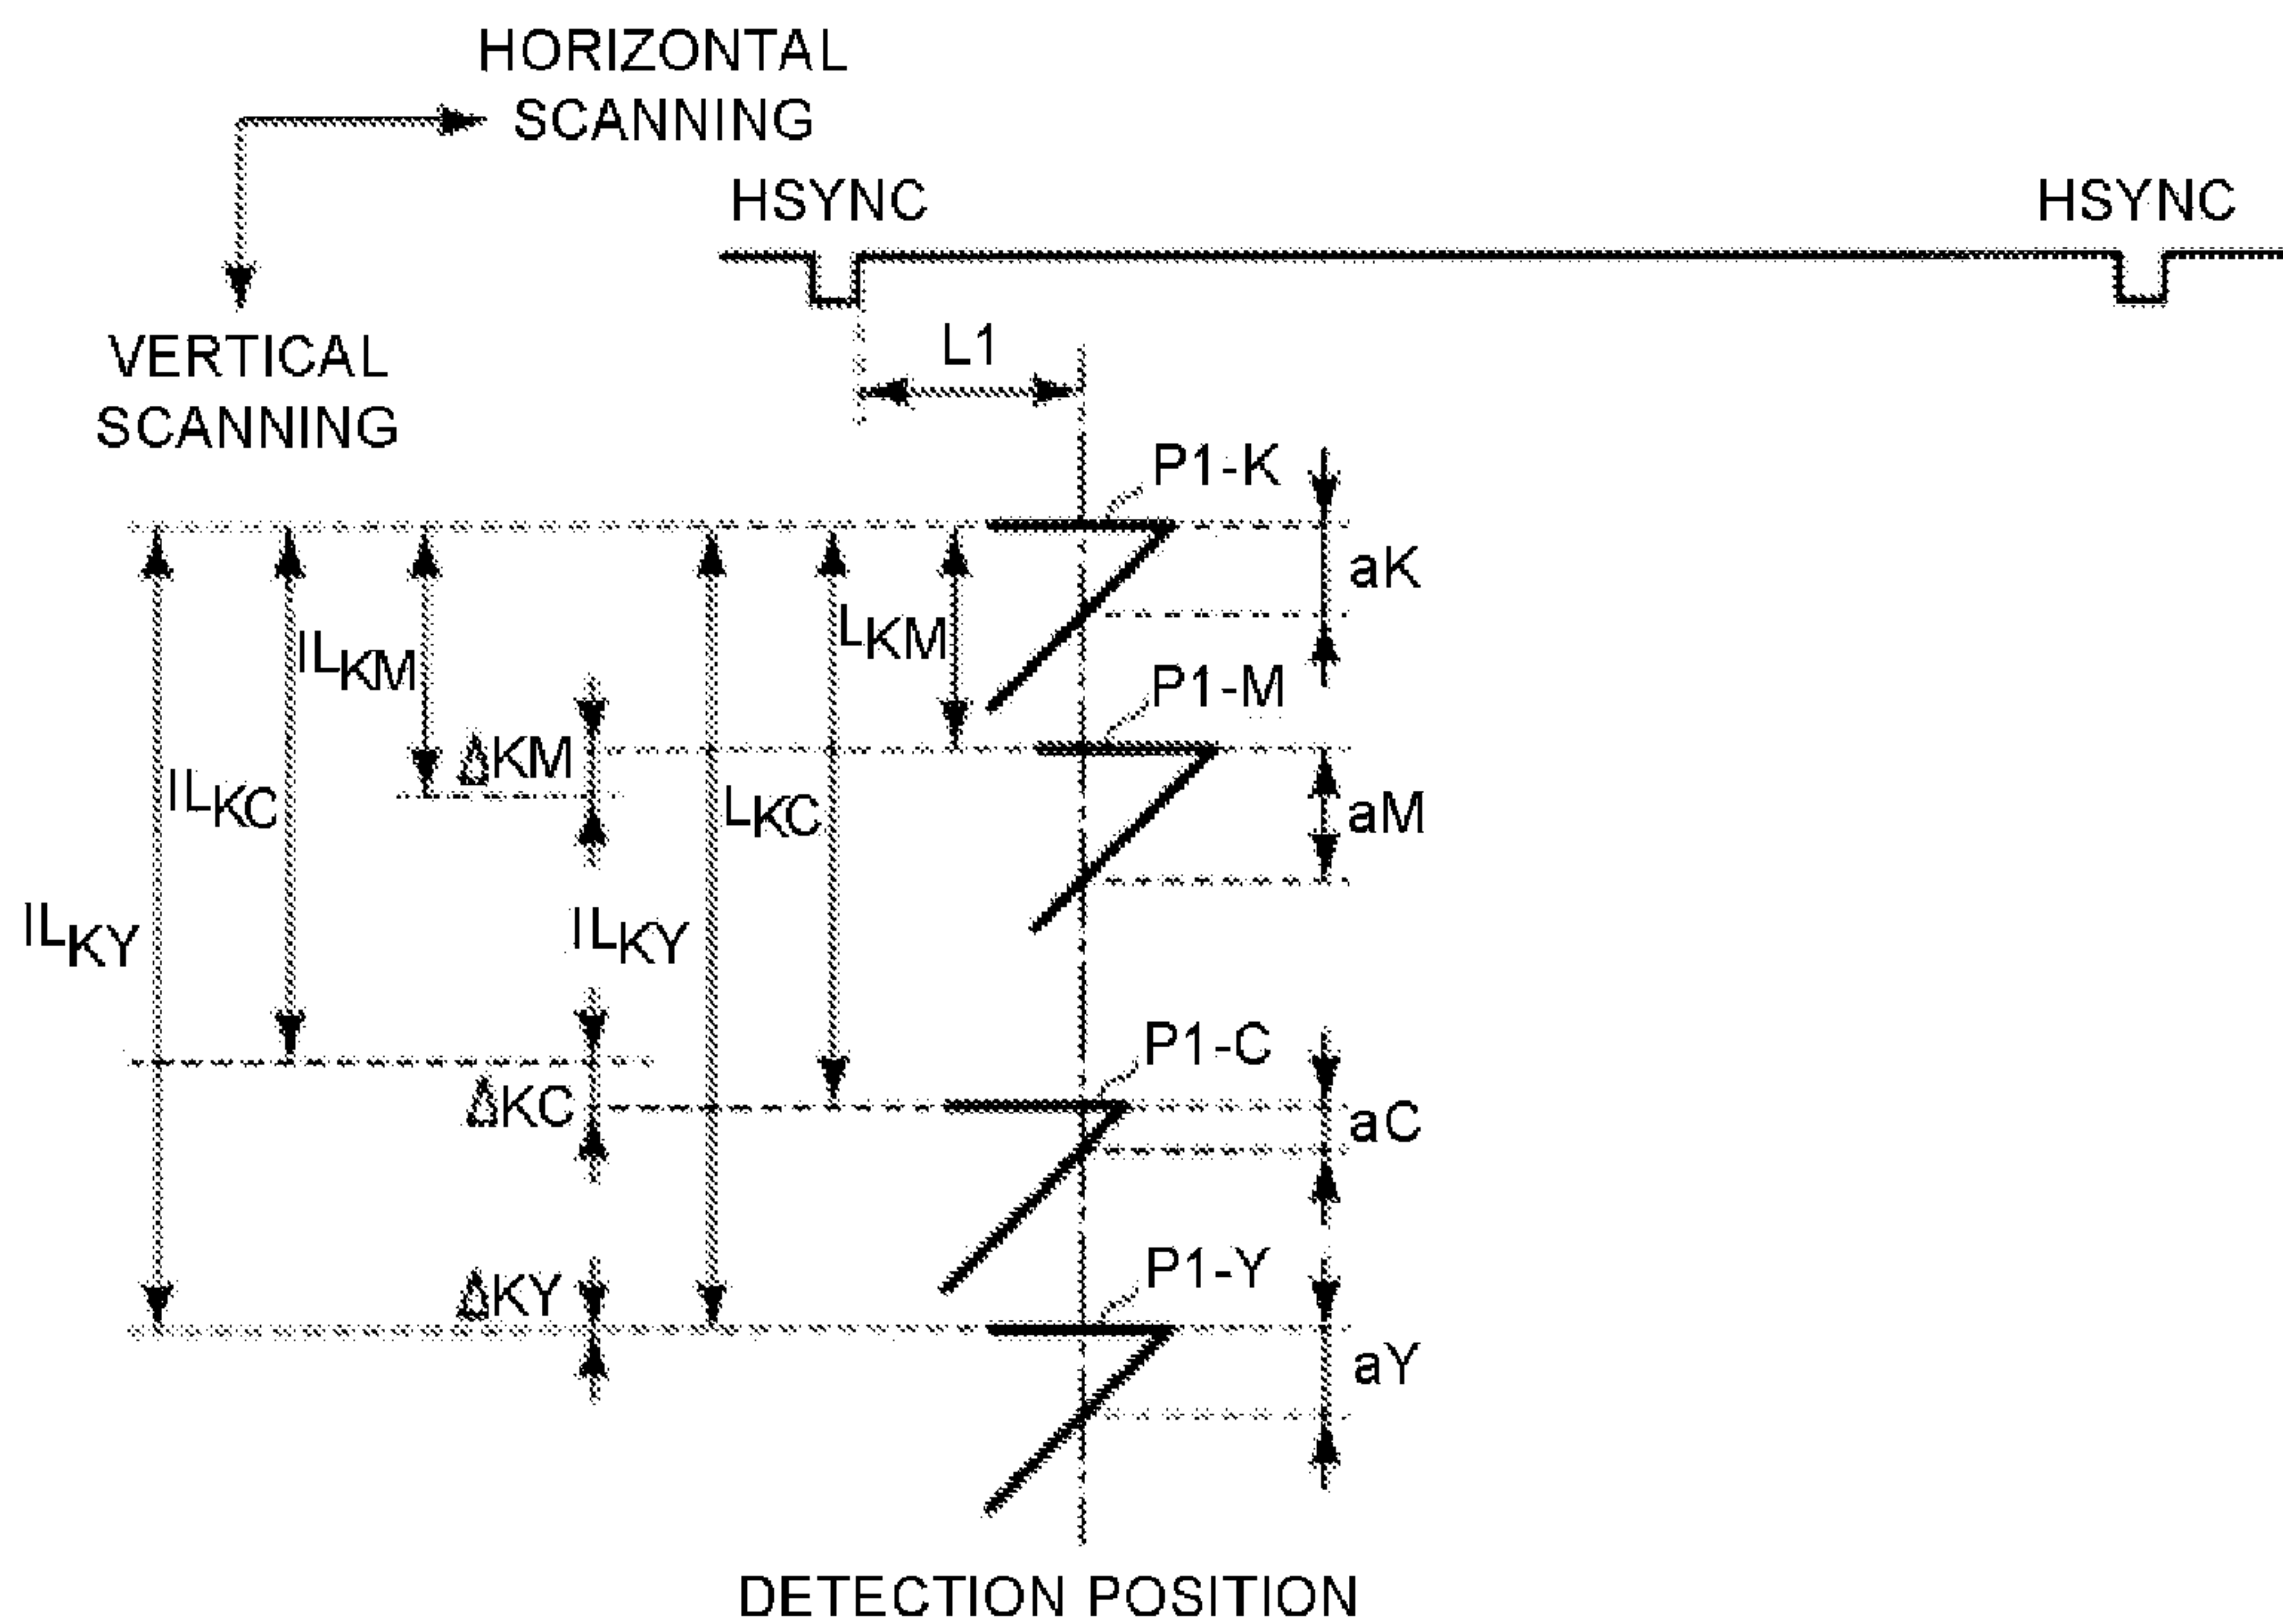 HORIZONTAL
SCANNING
HSYNC
HSYNC
VERTICAL
SCANNING
L1
P1-K
aK
ILKM
LKM
P1-M
ΔKM
ILKC
LKC
aM
ILKY
ILKY
P1-C
ΔKC
aC
P1-Y
ΔKY
aY
DETECTION POSITION